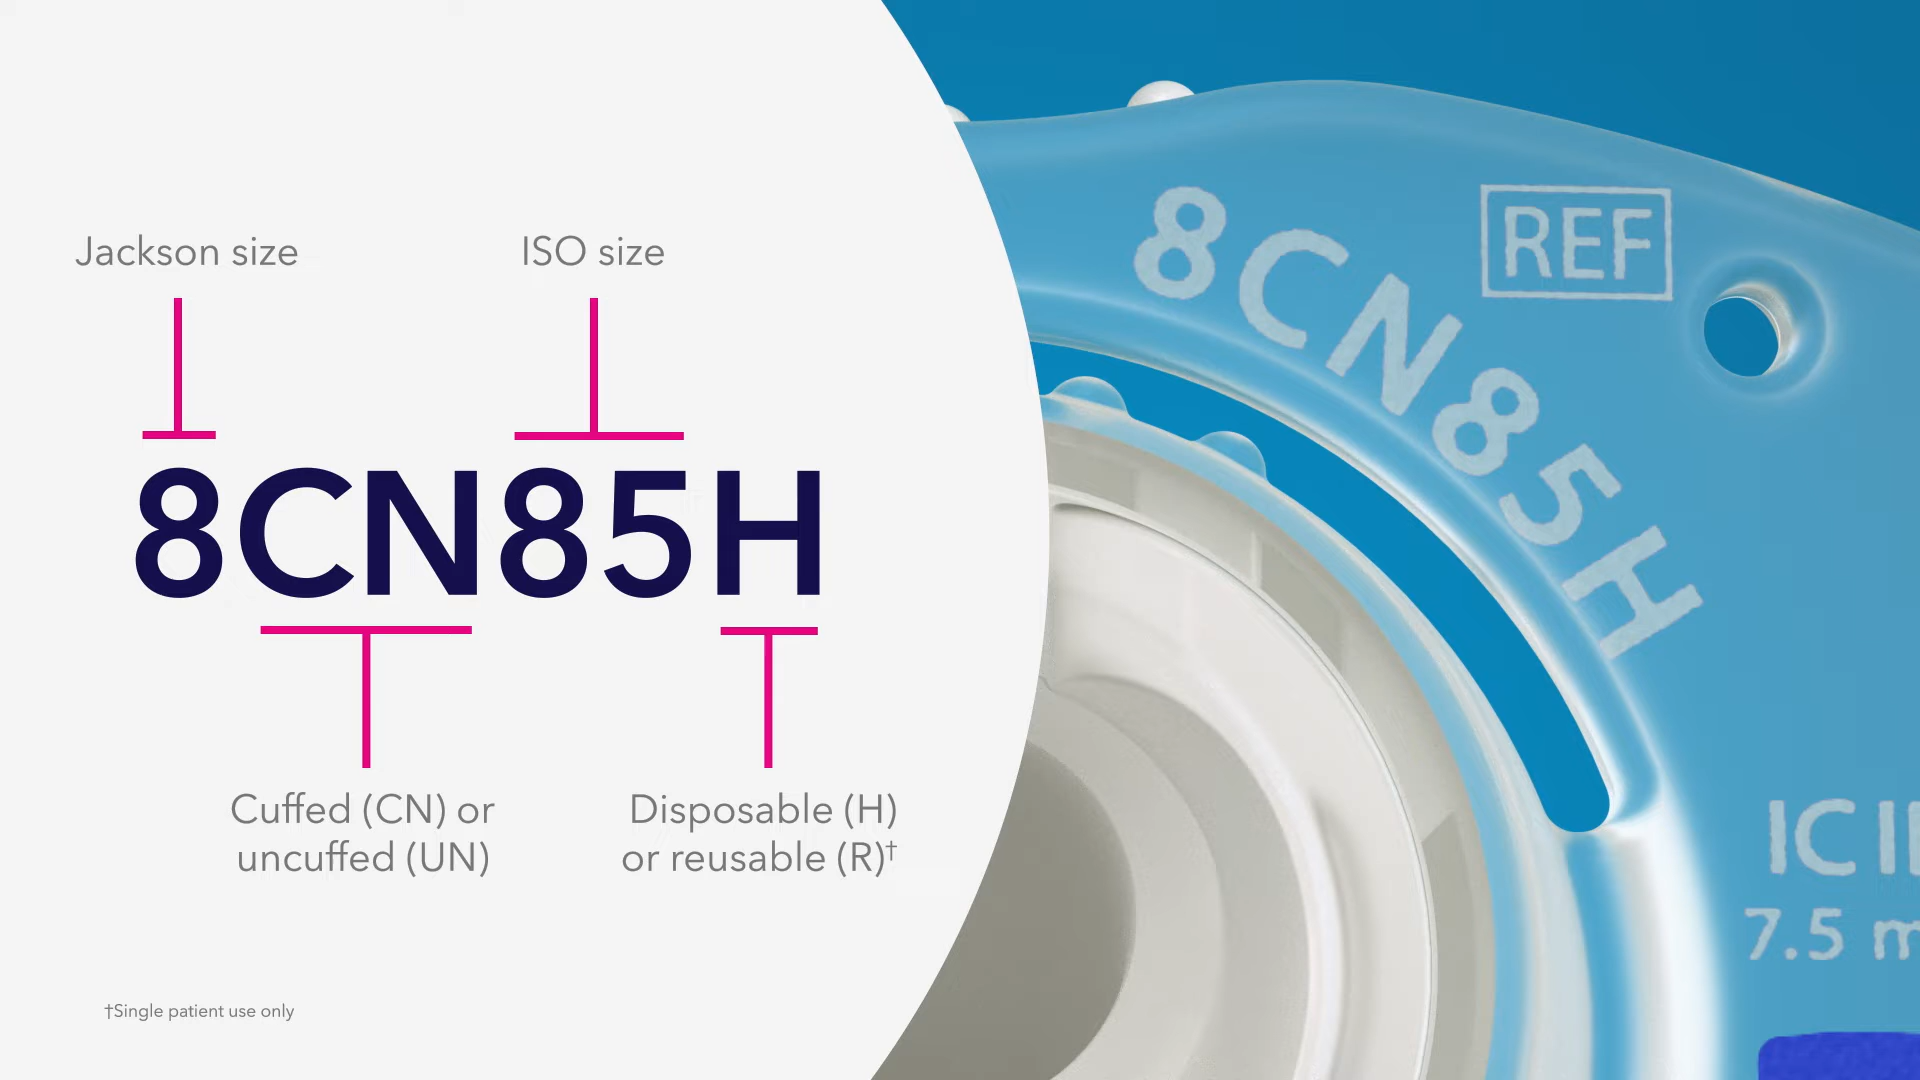 Jackson size
ISO size
8CN85H
Cuffed (CN) or
uncuffed (UN)
Disposable (H)
or reusable (R)†
†Single patient use only
8CN85H
REF
IC
7.5